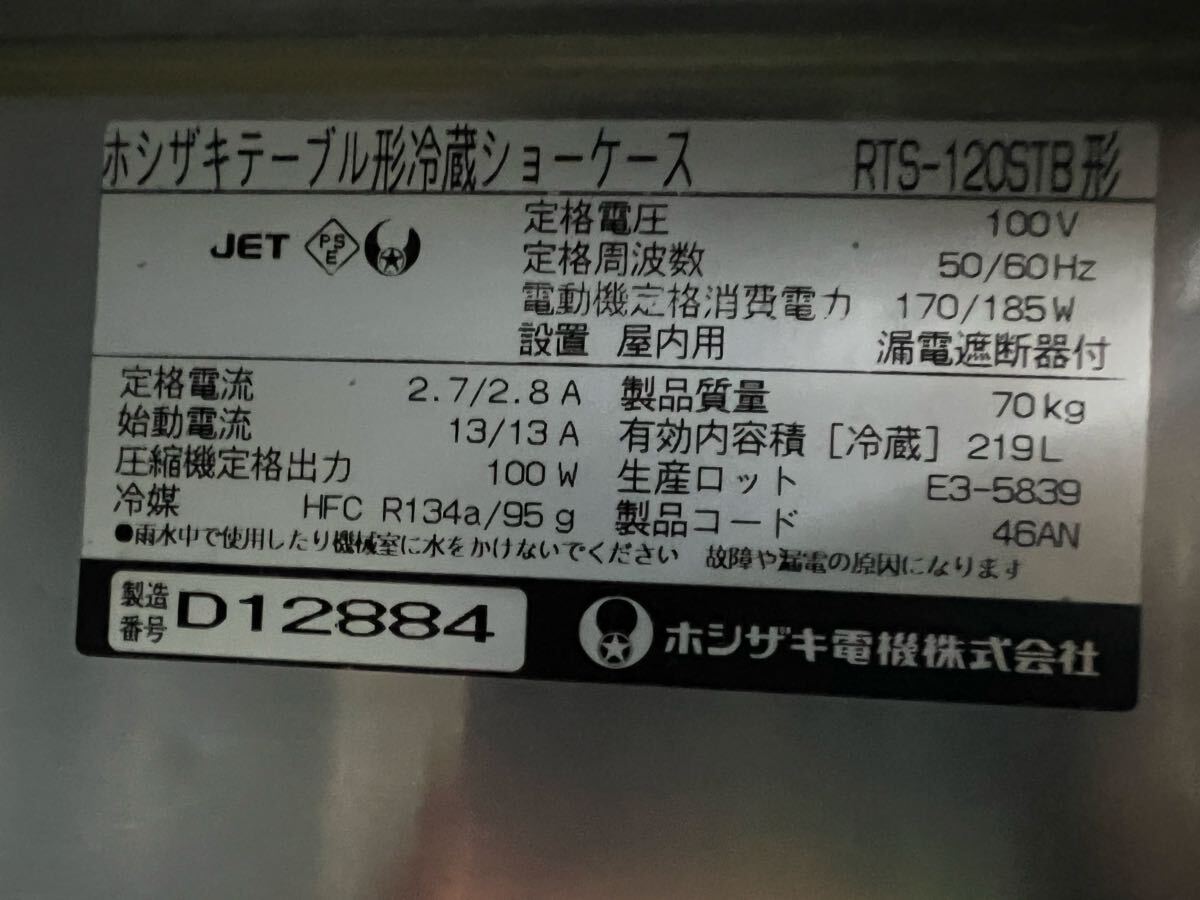 ホシザキテーブル形冷蔵ショーケース RTS-120STB形
JET PSE
定格電圧 100V
定格周波数 50/60Hz
電動機定格消費電力 170/185W
設置 屋内用 漏電遮断器付
定格電流 2.7/2.8 A
始動電流 13/13 A
圧縮機定格出力 100 W
冷媒 HFC R134a/95 g
製品質量 70kg
有効内容積 [冷蔵] 219L
生産ロット E3-5839
製品コード 46AN
●雨水中で使用したり機械室に水をかけないでください 故障や漏電の原因になります
製造番号 D12884
ホシザキ電機株式会社